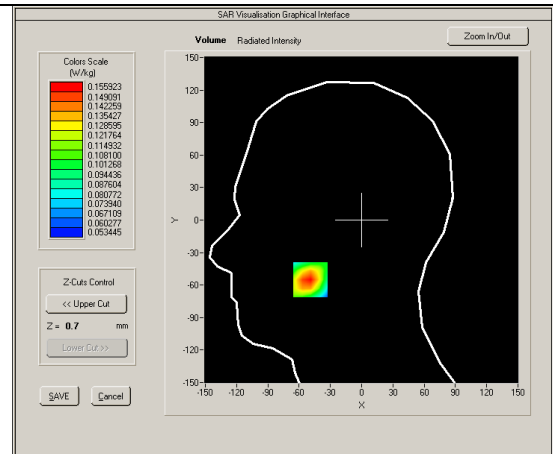 SAR Visualisation Graphical Interface
Volume Radiated Intensity
Zoom In/Out
Colors Scale
(W/kg)
0.155923
0.149091
0.142259
0.135427
0.128595
0.121764
0.114932
0.108100
0.101268
0.094436
0.087604
0.080772
0.073940
0.067109
0.060277
0.053445
Z-Cuts Control
<< Upper Cut
Z = 0.7 mm
Lower Cut >>
SAVE Cancel
Y
150
120
90
60
30
0
-30
-60
-90
-120
-150
-150 -120 -90 -60 -30 0 30 60 90 120 150
X